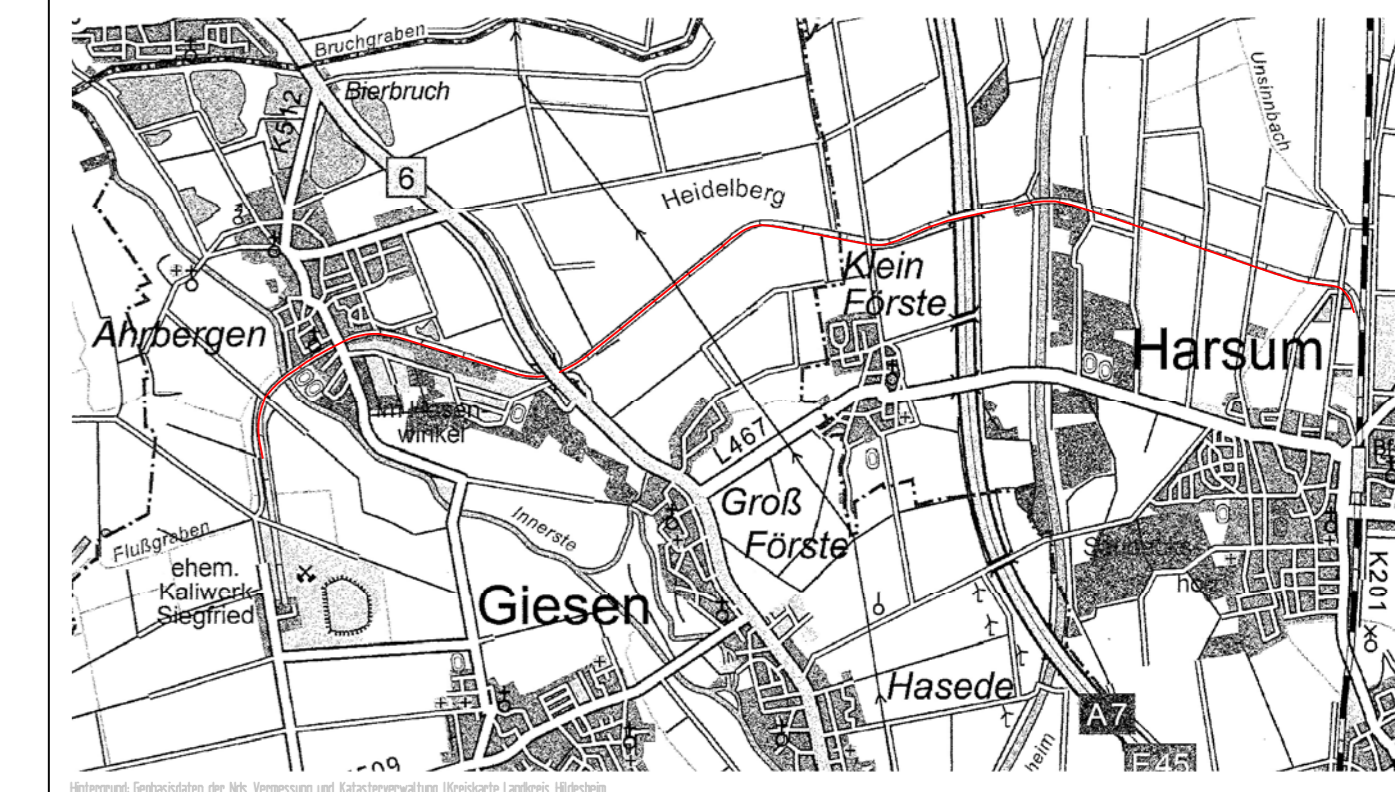 Bruchgraben
Bierbruch
K512
Unsinnbach
6
Heidelberg
Klein
Förste
Ahrbergen
Harsum
Im Hasen-
winkel
L467
Groß
Förste
Innerste
Flußgraben
ehem.
Kaliwerk
Siegfried
Giesen
K201
Hasede
A7
E45
heim
Hintergrund: Geobasisdaten der Nds. Vermessung und Katasterverwaltung | Kreiskarte Landkreis Hildesheim